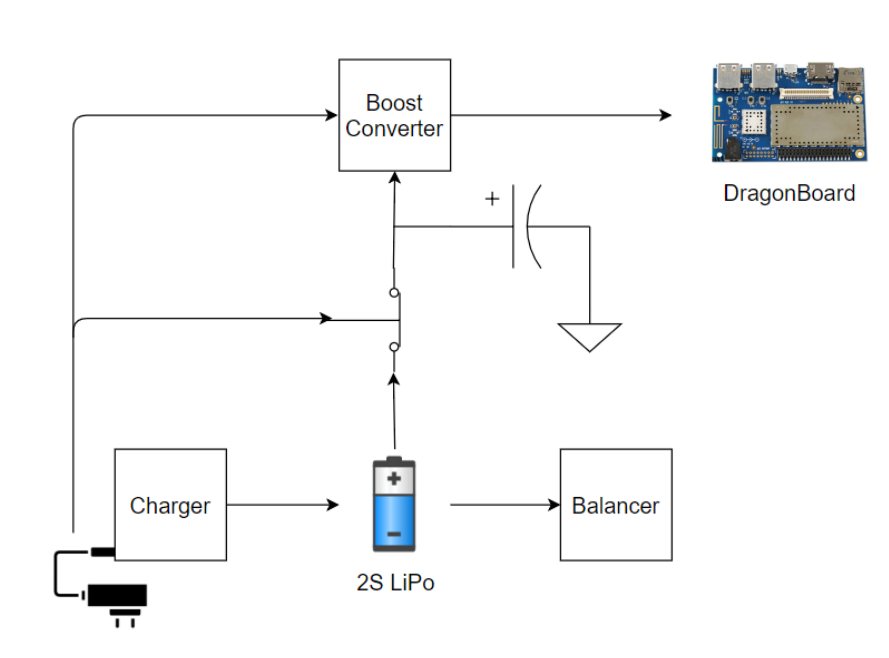 Boost
Converter
DragonBoard
+
Charger
Balancer
2S LiPo